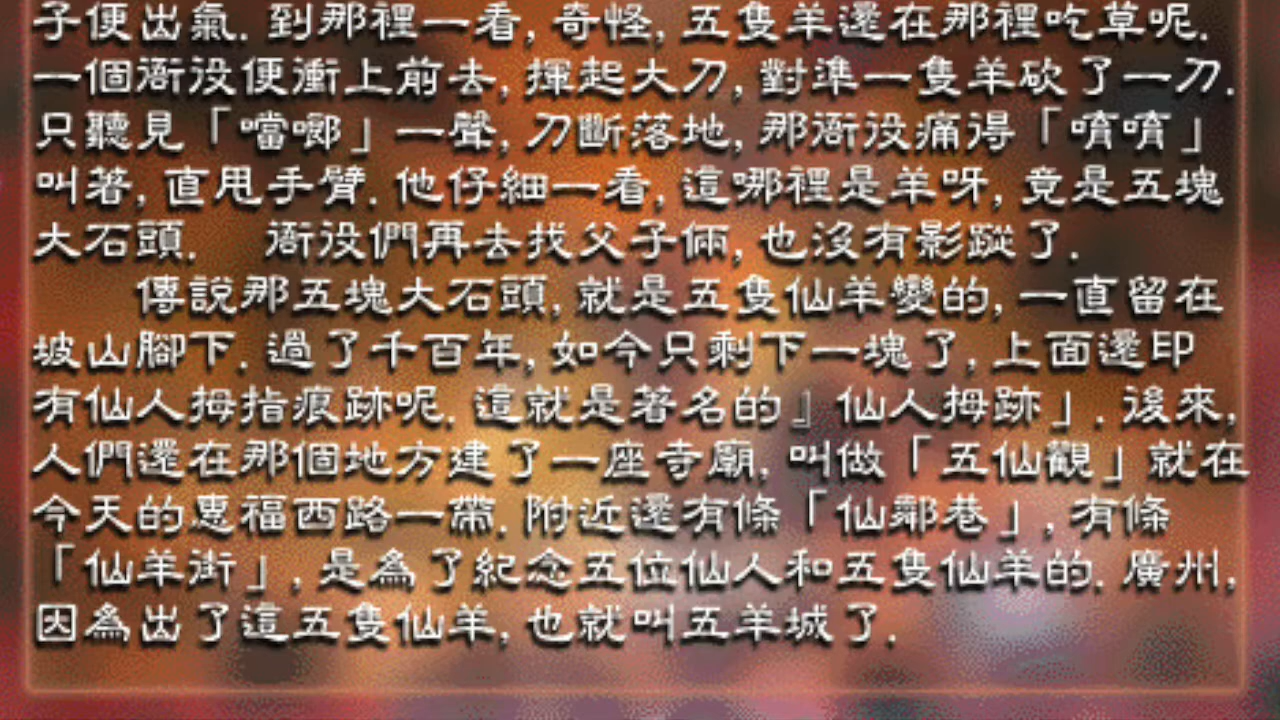 子便出氣. 到那裡一看, 奇怪, 五隻羊還在那裡吃草呢.
一個衙役便衝上前去, 揮起大刀, 對準一隻羊砍了一刀.
只聽見「噹啷」一聲, 刀斷落地, 那衙役痛得「唷唷」
叫著, 直甩手臂. 他仔細一看, 這哪裡是羊呀, 竟是五塊
大石頭. 衙役們再去找父子倆, 也沒有影蹤了.
傳說那五塊大石頭, 就是五隻仙羊變的, 一直留在
坡山腳下. 過了千百年, 如今只剩下一塊了, 上面還印
有仙人拇指痕跡呢. 這就是著名的』仙人拇跡」. 後來,
人們還在那個地方建了一座寺廟, 叫做「五仙觀」就在
今天的惠福西路一帶. 附近還有條「仙鄰巷」, 有條
「仙羊街」, 是為了紀念五位仙人和五隻仙羊的. 廣州,
因為出了這五隻仙羊, 也就叫五羊城了.